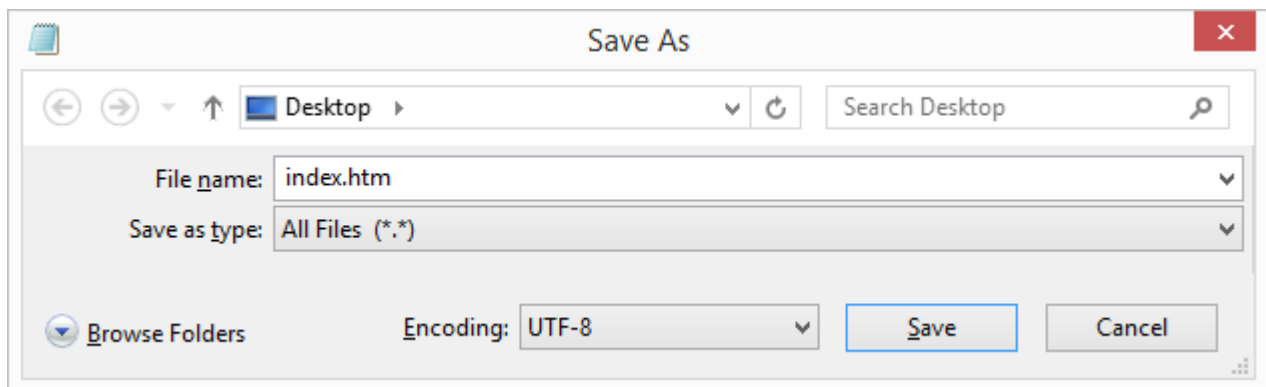 Save As
Desktop
Search Desktop
File name: index.htm
Save as type: All Files (*.*)
Browse Folders Encoding: UTF-8 Save Cancel